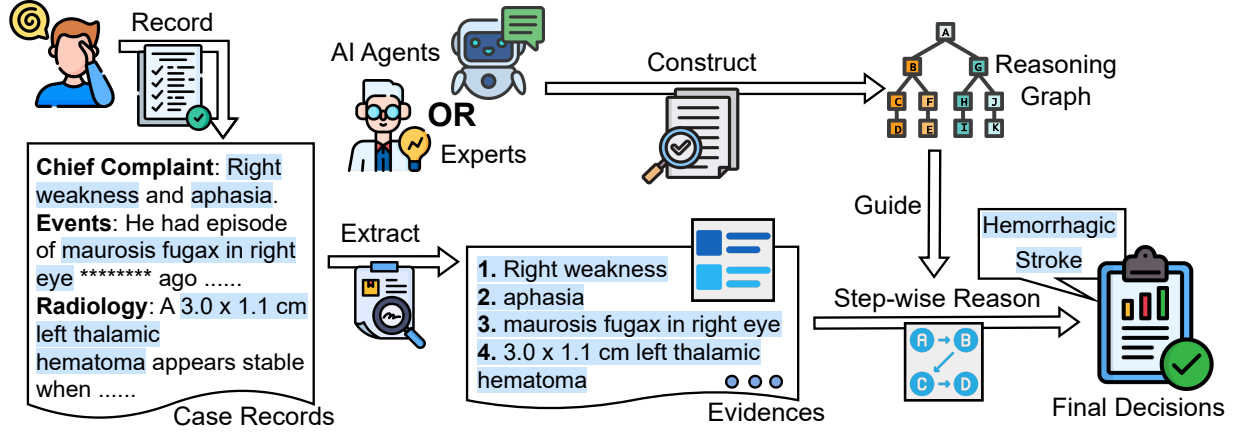 Record
AI Agents
OR
Experts
Construct
A
B
G
C
F
H
J
D
E
I
K
Reasoning
Graph
Chief Complaint: Right
weakness and aphasia.
Events: He had episode
of maurosis fugax in right
eye ******** ago ......
Radiology: A 3.0 x 1.1 cm
left thalamic
hematoma appears stable
when ......
Case Records
Extract
1. Right weakness
2. aphasia
3. maurosis fugax in right eye
4. 3.0 x 1.1 cm left thalamic
hematoma
Evidences
Guide
Step-wise Reason
A
B
C
D
Hemorrhagic
Stroke
Final Decisions